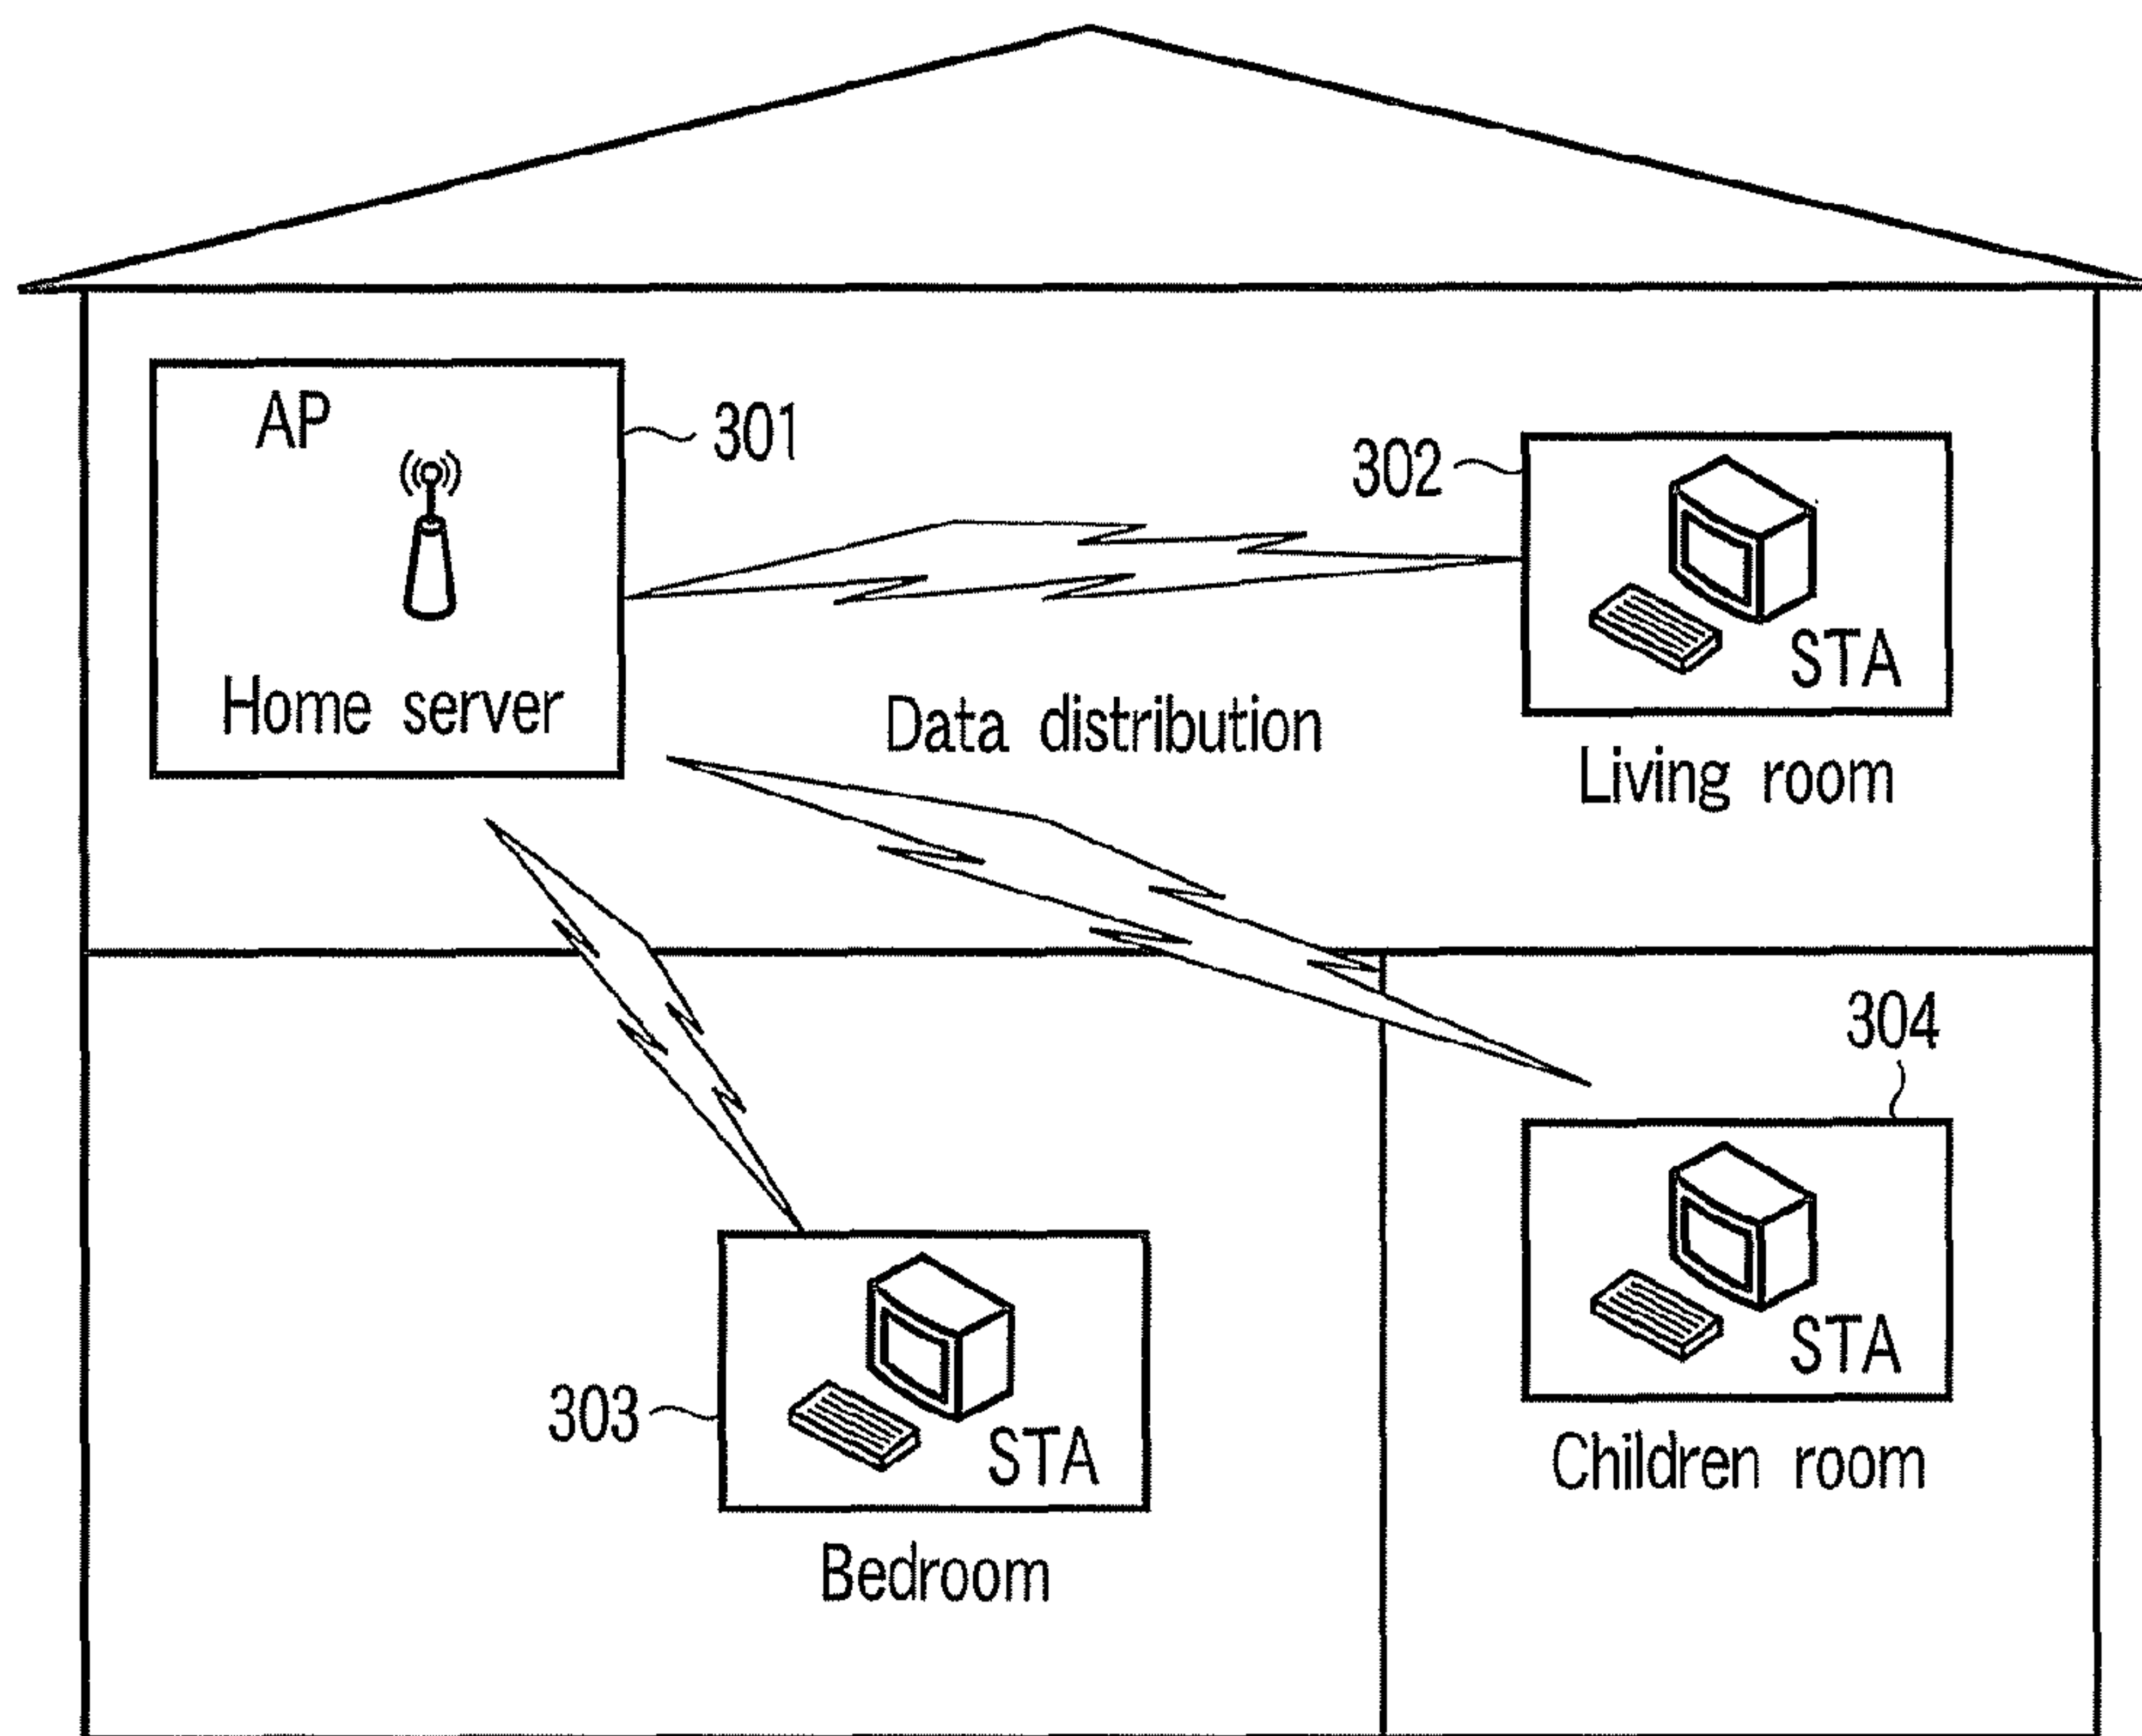 AP
301
302
STA
Home server
Data distribution
Living room
304
STA
303
STA
Children room
Bedroom